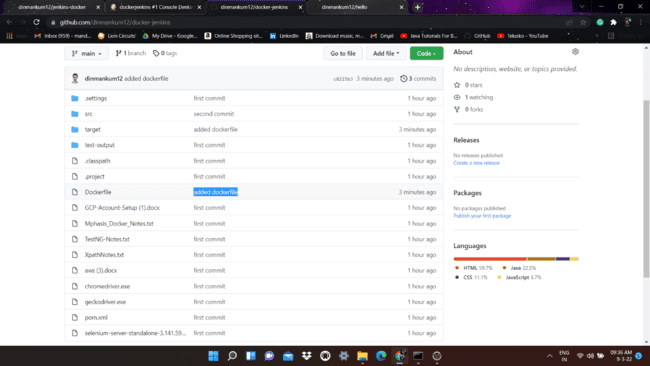 dinmankum12/jenkins-docker
dockerjenkins #1 Console [Jenki
dinmankum12/docker-jenkins
dinmankum12/hello
github.com/dinmankum12/docker-jenkins
Inbox (959) - mand...
Gem Circuits
My Drive - Google...
Online Shopping sit...
LinkedIn
Download music, m...
Gmail
Java Tutorials For B...
GitHub
Telusko - YouTube
main
1 branch
0 tags
Go to file
Add file
Code
dinmankum12 added dockerfile
3 minutes ago
3 commits
.settings first commit 1 hour ago
src second commit 1 hour ago
target added dockerfile 3 minutes ago
test-output first commit 1 hour ago
.classpath first commit 1 hour ago
.project first commit 1 hour ago
Dockerfile added dockerfile 3 minutes ago
GCP-Account-Setup (1).docx first commit 1 hour ago
Mphasis_Docker_Notes.txt first commit 1 hour ago
TestNG-Notes.txt first commit 1 hour ago
XpathNotes.txt first commit 1 hour ago
aws (3).docx first commit 1 hour ago
chromedriver.exe first commit 1 hour ago
geckodriver.exe first commit 1 hour ago
pom.xml first commit 1 hour ago
selenium-server-standalone-3.141.59... first commit 1 hour ago
About
No description, website, or topics provided.
0 stars
1 watching
0 forks
Releases
No releases published
Create a new release
Packages
No packages published
Publish your first package
Languages
HTML 59.7%
Java 22.5%
CSS 11.1%
JavaScript 6.7%
ENG
IN
09:36 AM
9-3-22